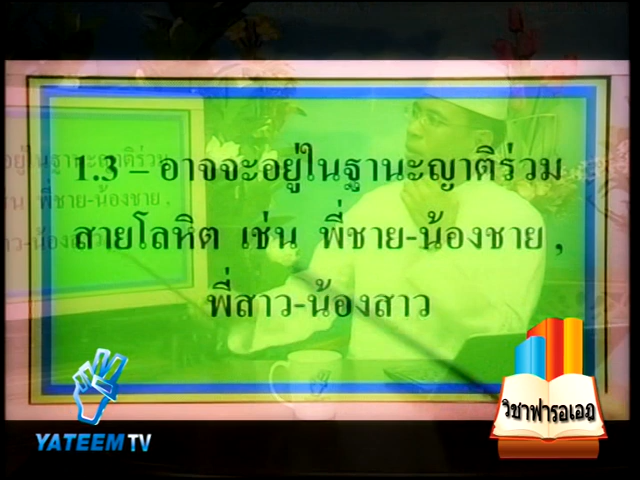 1.3 – อาจจะอยู่ในฐานะญาติร่วม
สายโลหิต เช่น พี่ชาย-น้องชาย ,
พี่สาว-น้องสาว
YATEEM TV
วิชาฟารอเอฎ